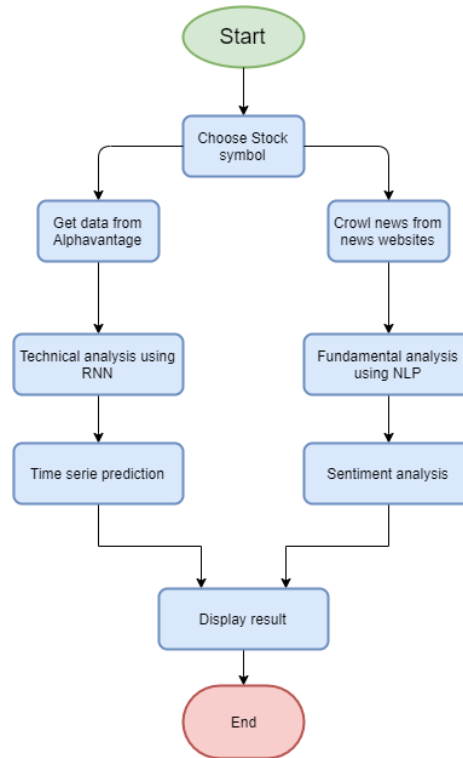 Start
Choose Stock
symbol
Get data from
Alphavantage
Crowl news from
news websites
Technical analysis using
RNN
Fundamental analysis
using NLP
Time serie prediction
Sentiment analysis
Display result
End